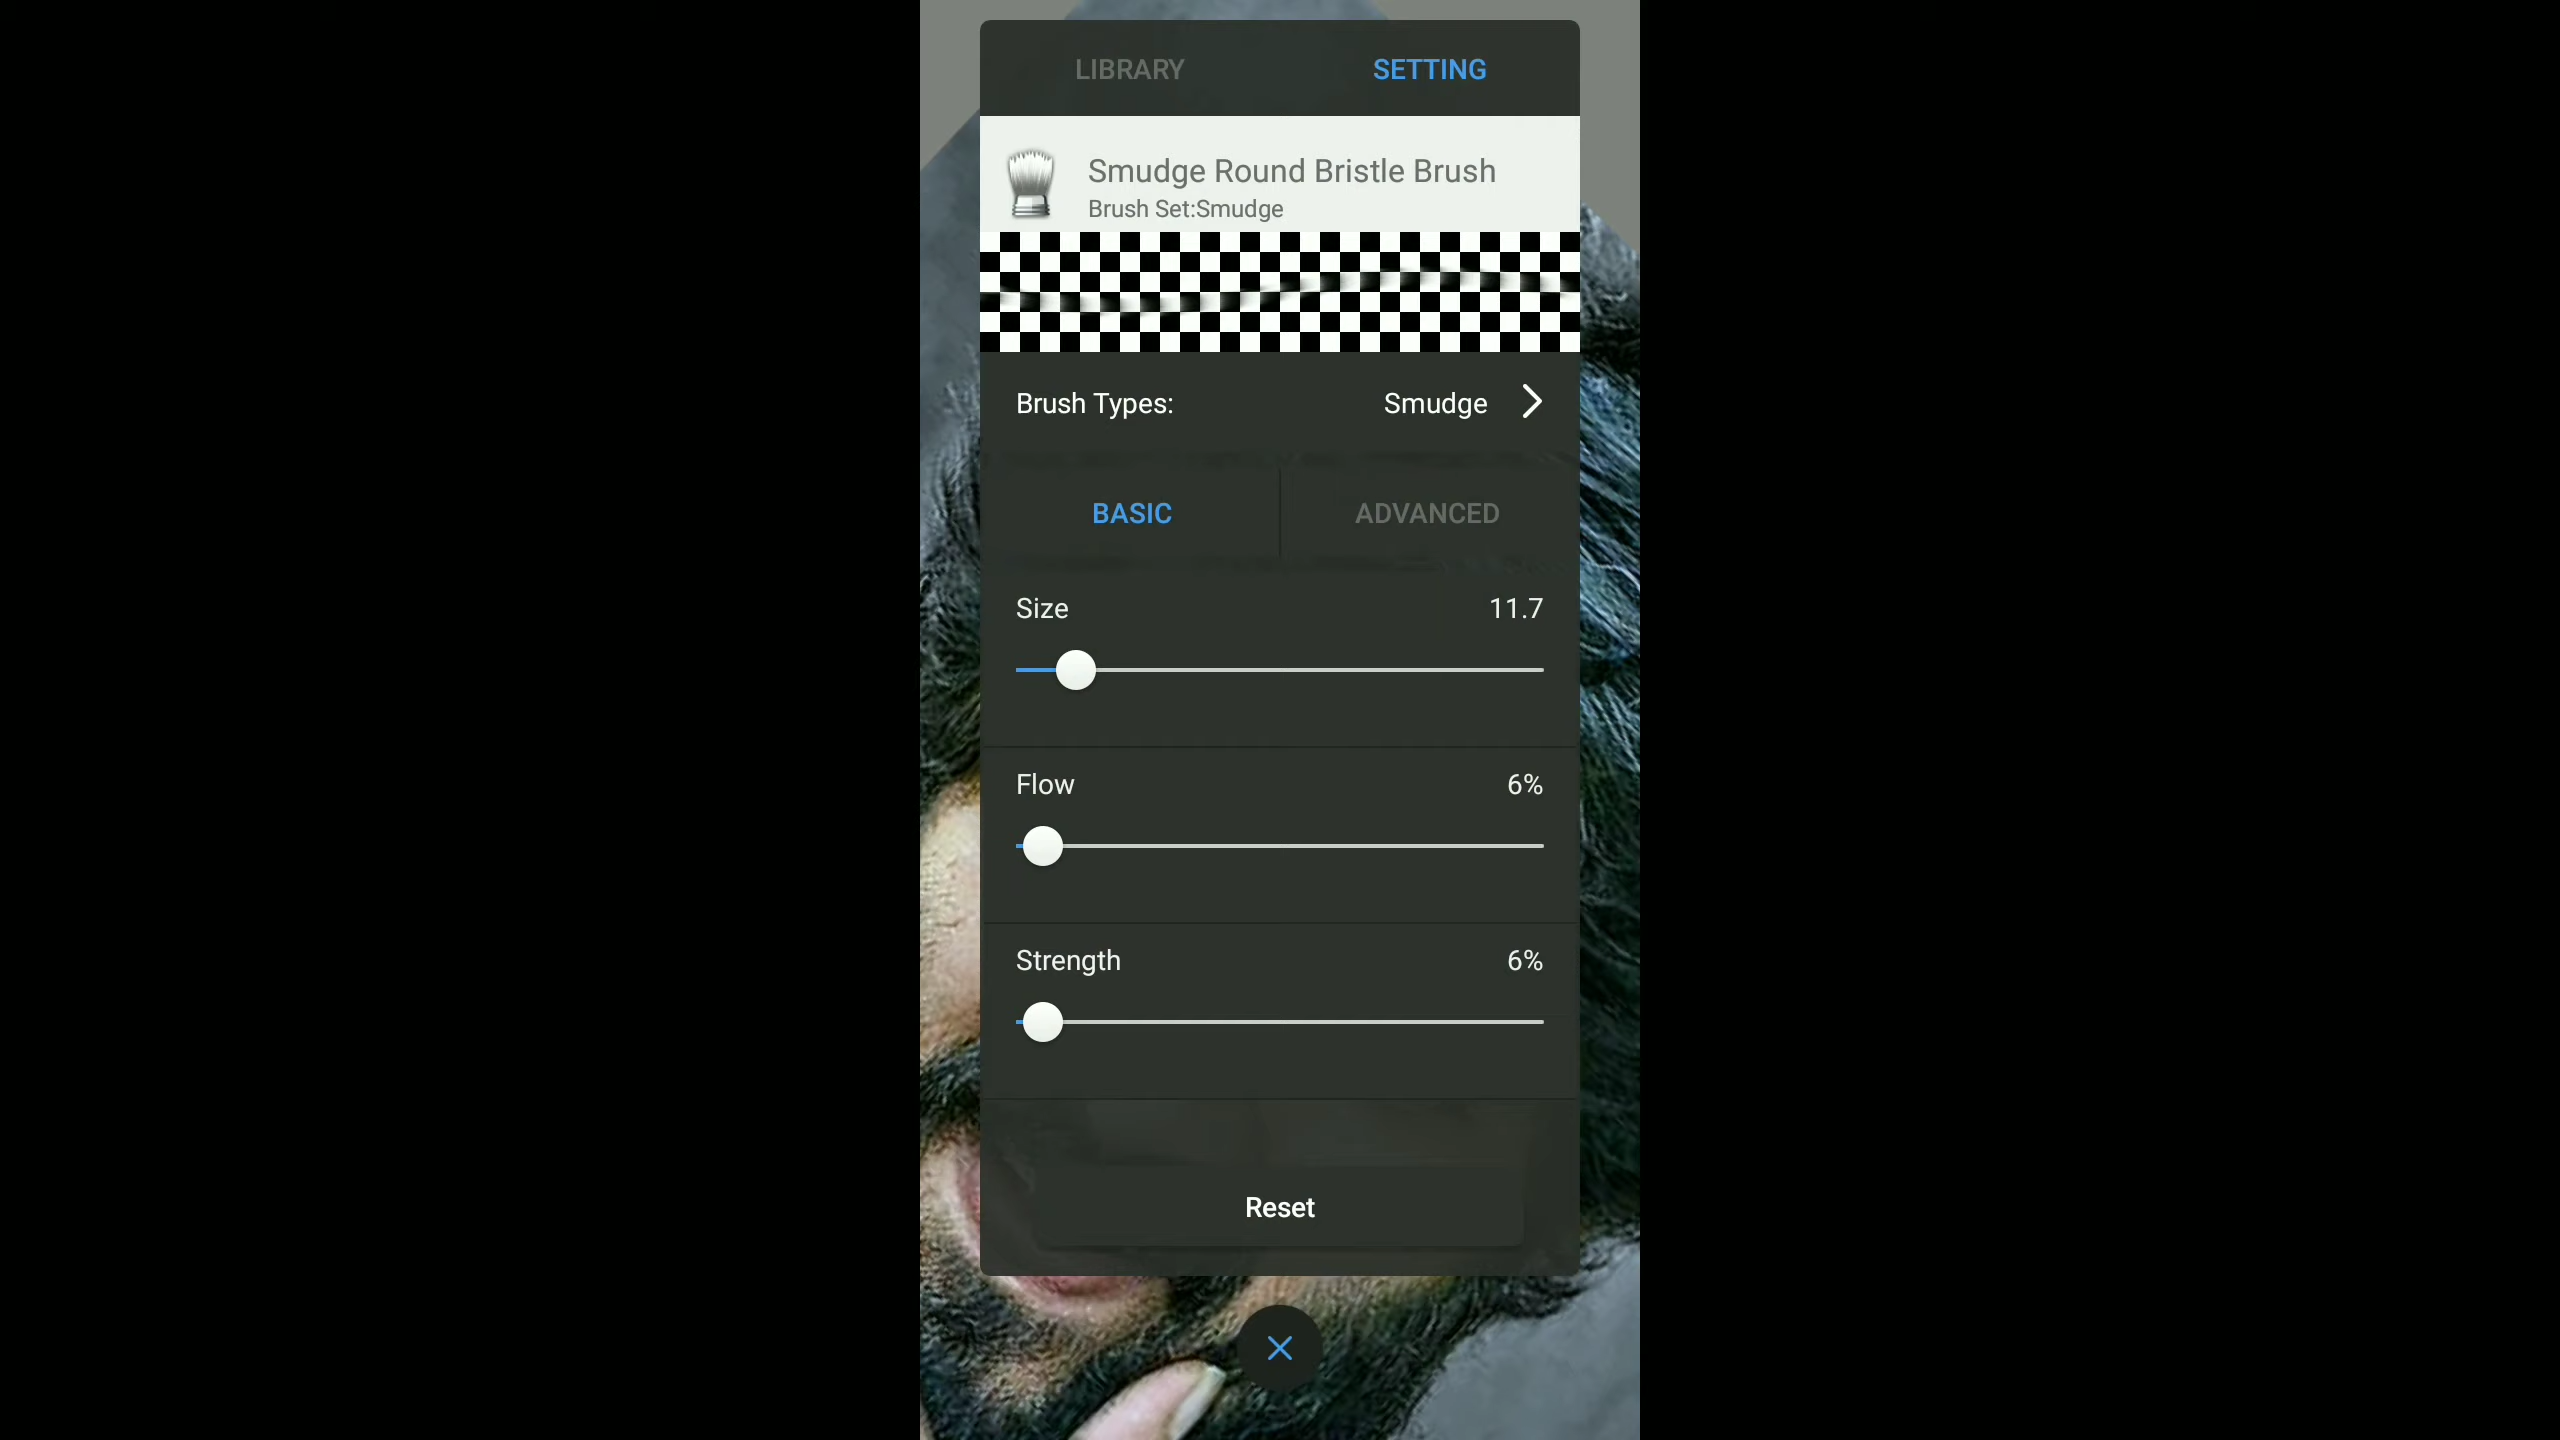 LIBRARY SETTING
Smudge Round Bristle Brush
Brush Set:Smudge
Brush Types: Smudge
BASIC ADVANCED
Size 11.7
Flow 6%
Strength 6%
Reset